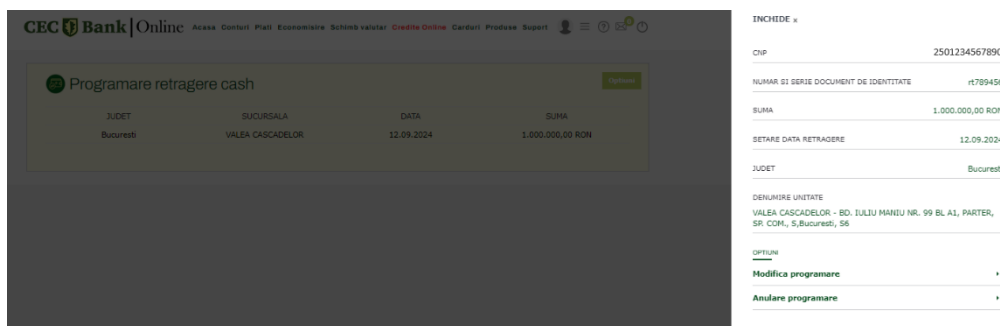 CEC Bank | Online Acasa Conturi Plati Economisire Schimb valutar Credite Online Carduri Produse Suport
Programare retragere cash
Optiuni
JUDET SUCURSALA DATA SUMA
Bucuresti VALEA CASCADELOR 12.09.2024 1.000.000,00 RON
INCHIDE x
CNP 2501234567890
NUMAR SI SERIE DOCUMENT DE IDENTITATE rt789456
SUMA 1.000.000,00 RON
SETARE DATA RETRAGERE 12.09.2024
JUDET Bucuresti
DENUMIRE UNITATE
VALEA CASCADELOR - BD. IULIU MANIU NR. 99 BL A1, PARTER,
SP. COM., 5,Bucuresti, S6
OPTIUNI
Modifica programare
Anulare programare